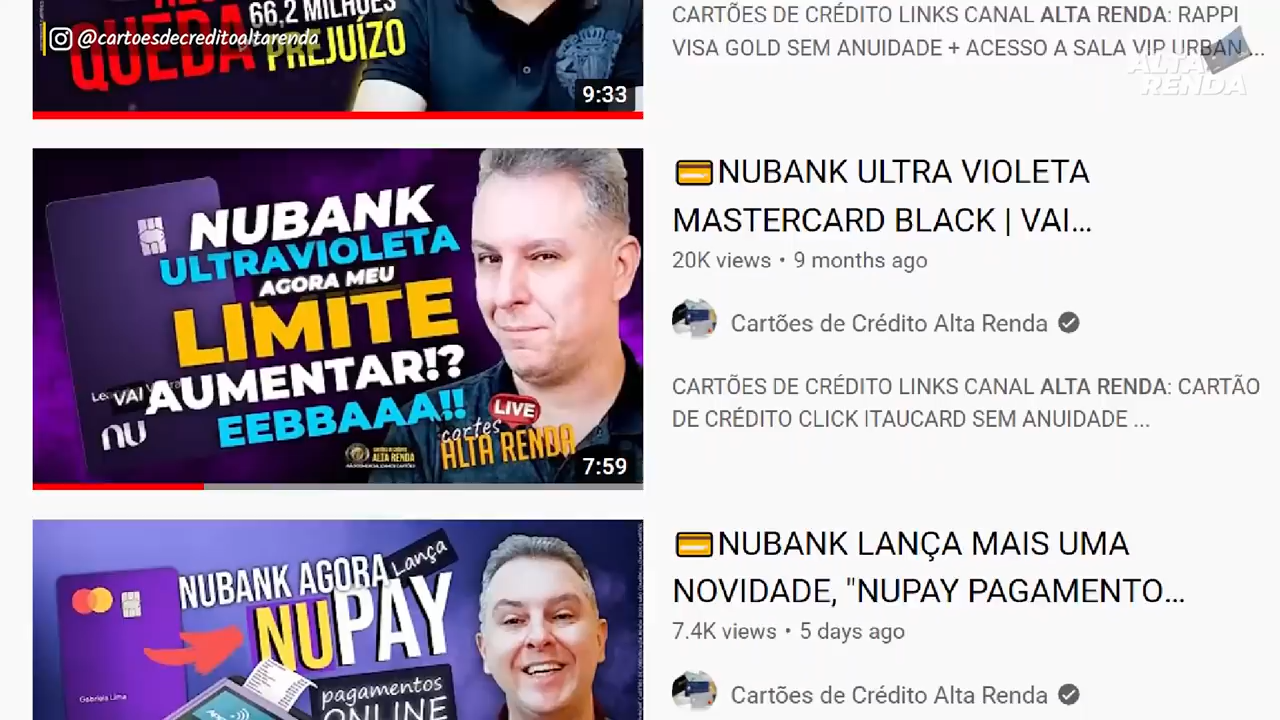 66,2 MILHÕES
@cartoesdecreditoaltarenda
QUEDA PREJUÍZO
9:33
CARTÕES DE CRÉDITO LINKS CANAL ALTA RENDA: RAPPI
VISA GOLD SEM ANUIDADE + ACESSO A SALA VIP URBAN ...
ALTA
RENDA
NUBANK
ULTRAVIOLETA
AGORA MEU
LIMITE
VAI AUMENTAR!?
EEBBAAA!!
nu
LIVE
cartes
ALTA RENDA
ALTA RENDA
7:59
💳NUBANK ULTRA VIOLETA
MASTERCARD BLACK | VAI...
20K views • 9 months ago
Cartões de Crédito Alta Renda
CARTÕES DE CRÉDITO LINKS CANAL ALTA RENDA: CARTÃO
DE CRÉDITO CLICK ITAUCARD SEM ANUIDADE ...
NUBANK AGORA Lança
NUPAY
Gabriela Lima
pagamentos
ONLINE
💳NUBANK LANÇA MAIS UMA
NOVIDADE, "NUPAY PAGAMENTO...
7.4K views • 5 days ago
Cartões de Crédito Alta Renda